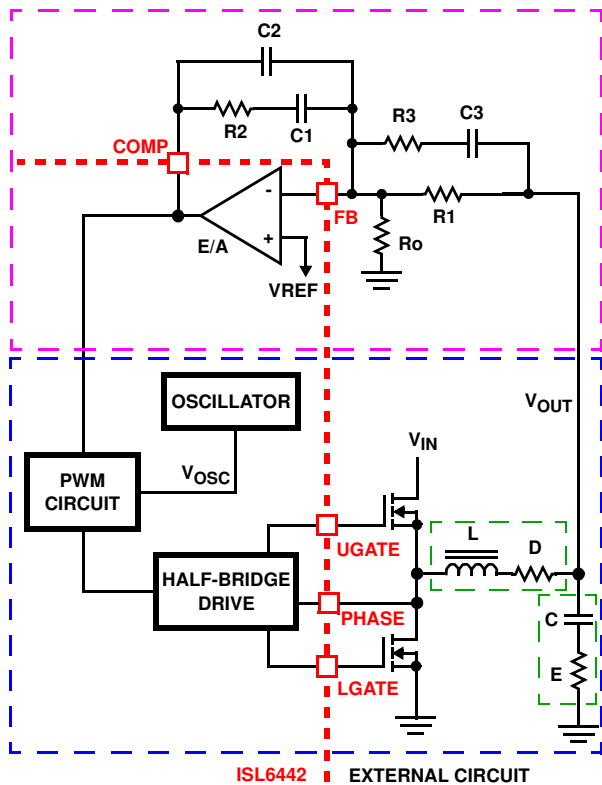 C2
R2
C1
R3
C3
COMP
-
FB
R1
+
E/A
Ro
VREF
OSCILLATOR
VOUT
VIN
PWM
CIRCUIT
VOSC
UGATE
L
D
HALF-BRIDGE
DRIVE
PHASE
C
E
LGATE
ISL6442
EXTERNAL CIRCUIT